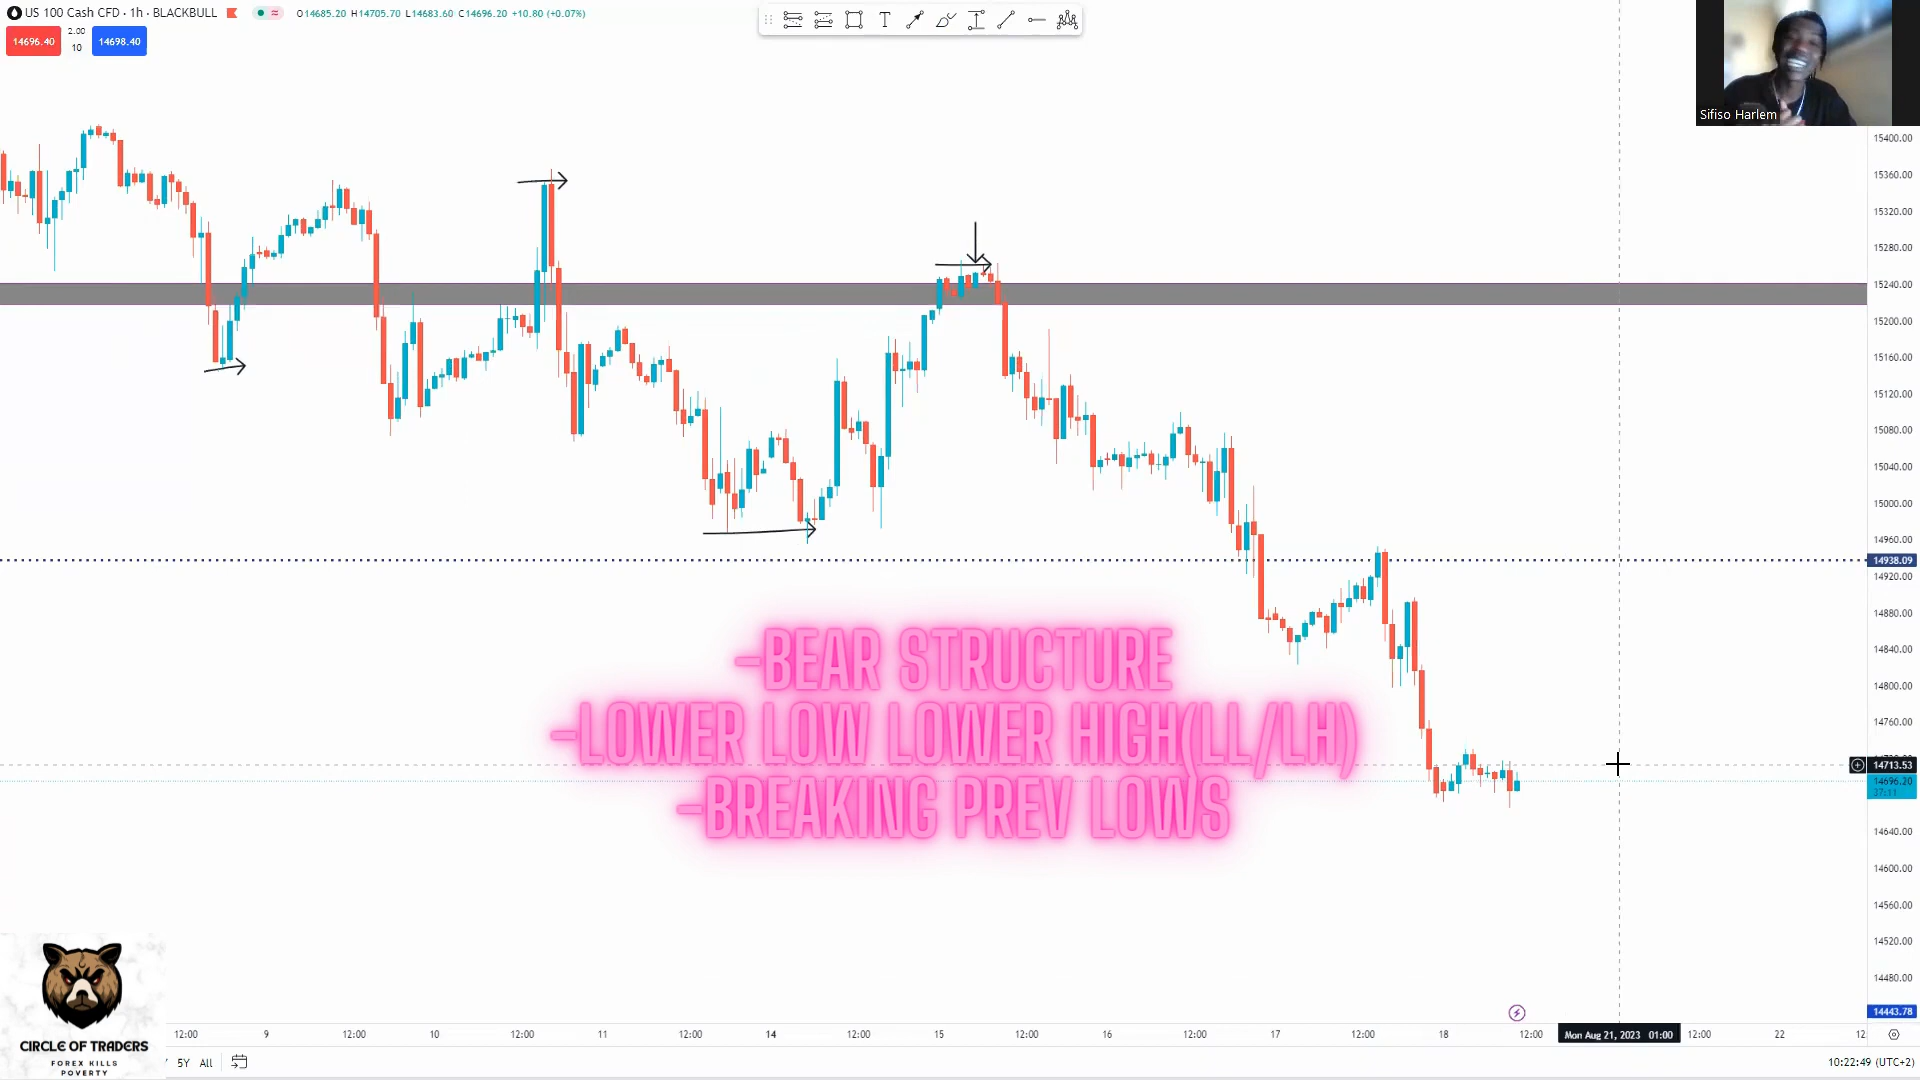 US 100 Cash CFD · 1h · BLACKBULL O14685.20 H14705.70 L14683.60 C14696.20 +10.80 (+0.07%)
14696.40 2.00 10 14698.40
Sifiso Harlem
15400.00
15360.00
15320.00
15280.00
15240.00
15200.00
15160.00
15120.00
15080.00
15040.00
15000.00
14960.00
14938.09
14920.00
14880.00
14840.00
14800.00
14760.00
14713.53
14696.20
37:11
14640.00
14600.00
14560.00
14520.00
14480.00
14443.78
-BEAR STRUCTURE
-LOWER LOW LOWER HIGH(LL/LH)
-BREAKING PREV LOWS
12:00 9 12:00 10 12:00 11 12:00 14 12:00 15 12:00 16 12:00 17 12:00 18 12:00 Mon Aug 21, 2023 01:00 12:00 22
CIRCLE OF TRADERS
FOREX KILLS
POVERTY
5Y All
10:22:49 (UTC+2)